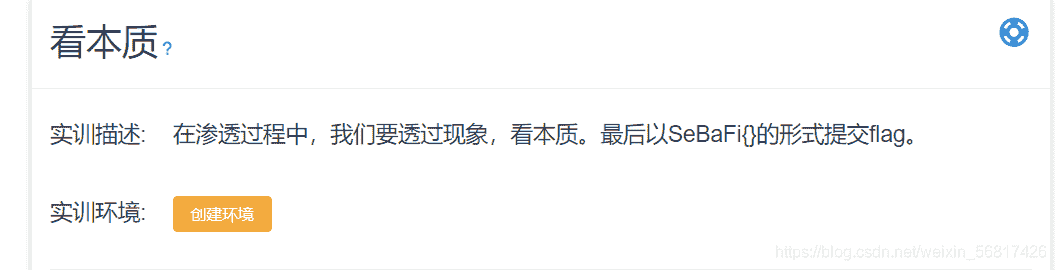 看本质?
实训描述: 在渗透过程中，我们要透过现象，看本质。最后以SeBaFi{}的形式提交flag。
实训环境: 创建环境
https://blog.csdn.net/weixin_56817426